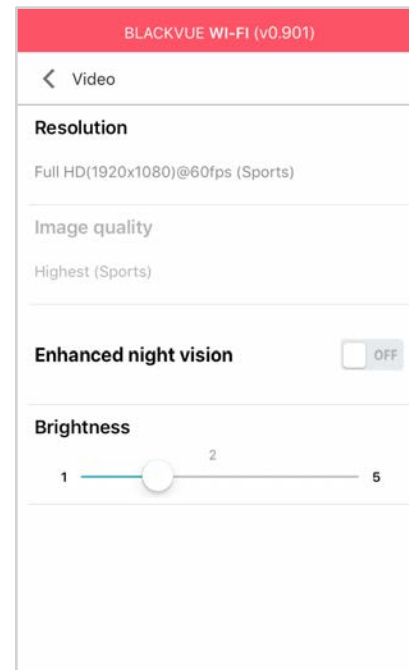 BLACKVUE WI-FI (v0.901)
Video
Resolution
Full HD(1920x1080)@60fps (Sports)
Image quality
Highest (Sports)
Enhanced night vision OFF
Brightness
2
1 5